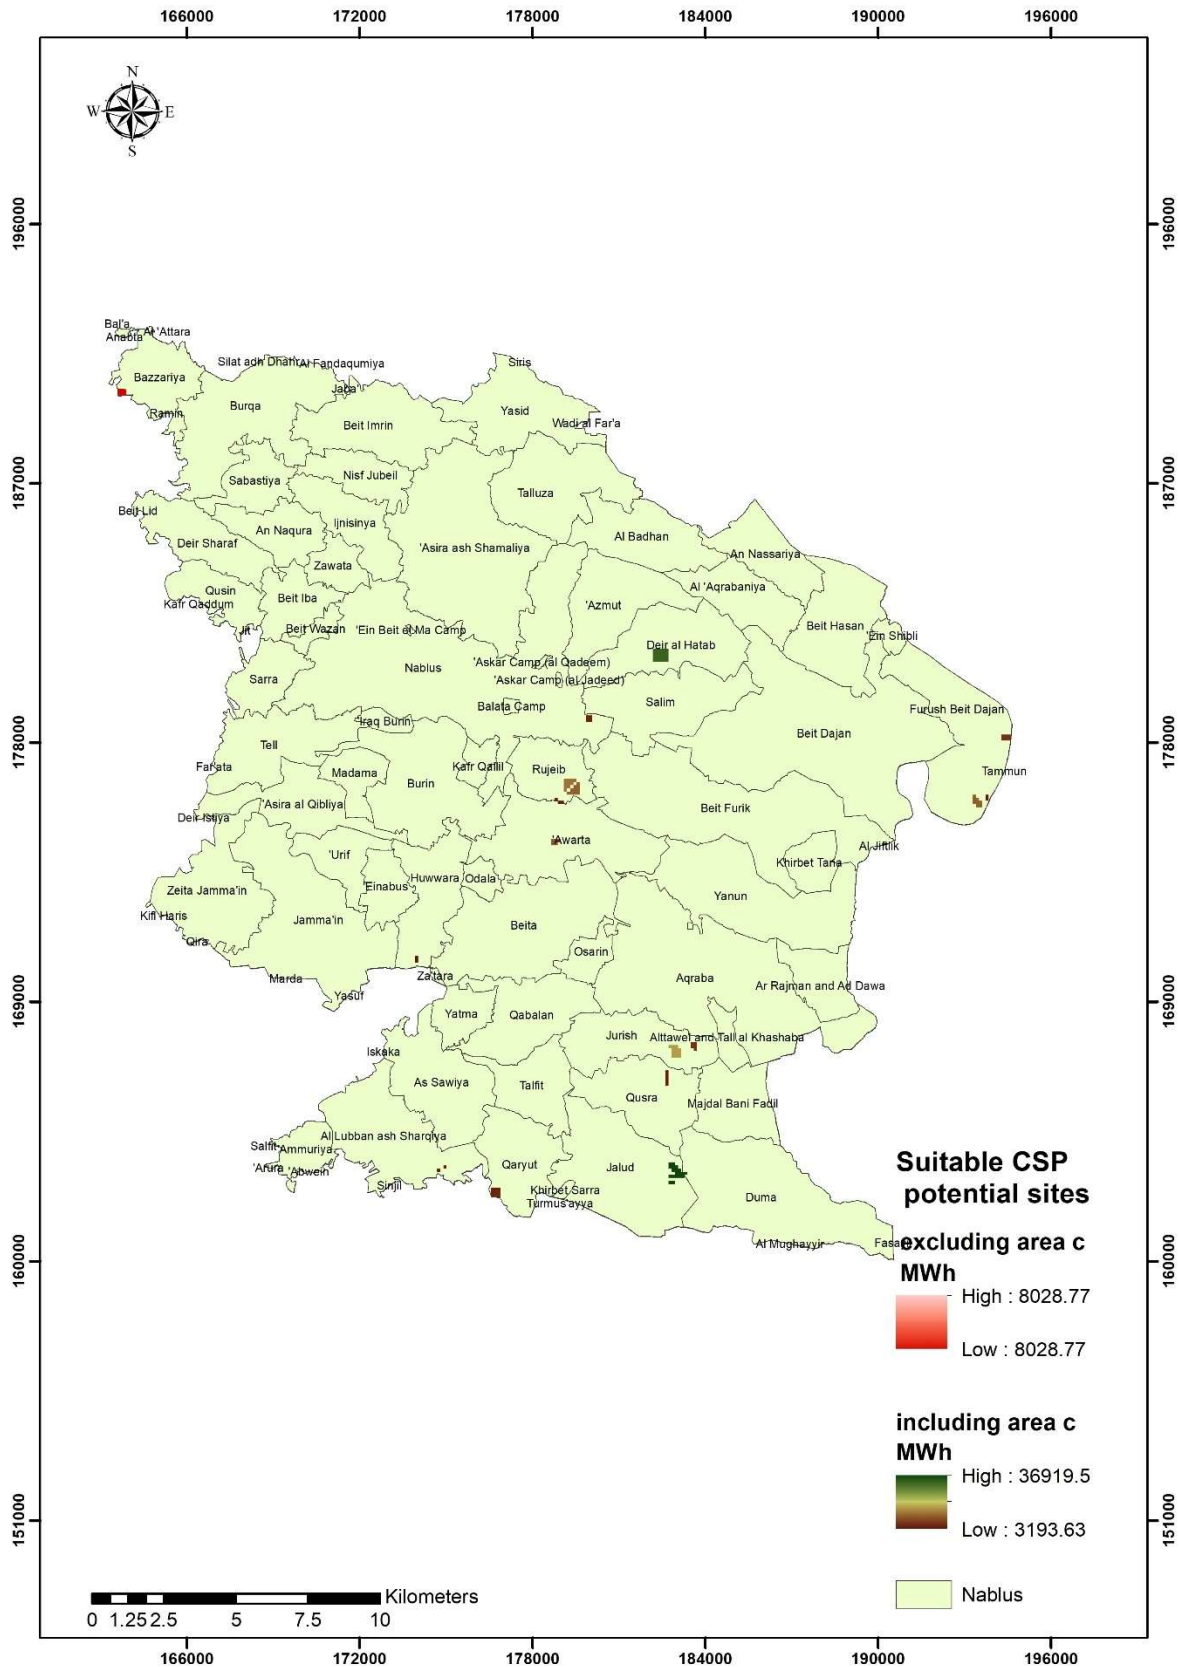 166000 172000 178000 184000 190000 196000
N
W E
S
196000 196000
Bal'a
Al 'Attara
Anabta
Silat adh Dhahr Al Fandaqumiya
Siris
Bazzariya
Jaba'
Burqa
Yasid
Ramin
Beit Imrin
Wadi al Far'a
187000 187000
Sabastiya
Nisf Jubeil
Talluza
Beit Lid
An Naqura
Ijnisinya
Deir Sharaf
Al Badhan
'Asira ash Shamaliya
An Nassariya
Zawata
Al 'Aqrabaniya
Qusin
Kafr Qaddum
Beit Iba
'Azmut
Jit
Beit Wazan
'Ein Beit el Ma Camp
Beit Hasan
'Ein Shibli
Deir al Hatab
Nablus
'Askar Camp (al Qadeem)
Sarra
'Askar Camp (al Jadeed)
Balata Camp
Salim
Furush Beit Dajan
'Iraq Burin
Beit Dajan
178000 178000
Tell
Far'ata
Madama
Burin
Kafr Qallil
Rujeib
Tammun
'Asira al Qibliya
Beit Furik
Deir Istiya
Awarta
Al Jiftlik
'Urif
Khirbet Tana
Zeita Jamma'in
'Einabus
Huwwara
Odala
Yanun
Kifl Haris
Jamma'in
Beita
Qira
Osarin
Marda
Za'tara
Aqraba
Ar Rajman and Ad Dawa
Yasuf
169000 169000
Yatma
Qabalan
Jurish
Alttawel and Tall al Khashaba
Iskaka
As Sawiya
Talfit
Qusra
Majdal Bani Fadil
Al Lubban ash Sharqiya
Salfit
'Ammuriya
'Arura
'Abwein
Qaryut
Jalud
Sinjil
Khirbet Sarra
Turmus'ayya
Duma
Al Mughayyir
160000 160000
Suitable CSP
potential sites
excluding area c
MWh
High : 8028.77
Low : 8028.77
including area c
MWh
High : 36919.5
Low : 3193.63
151000 151000
Nablus
Kilometers
0 1.25 2.5 5 7.5 10
166000 172000 178000 184000 190000 196000